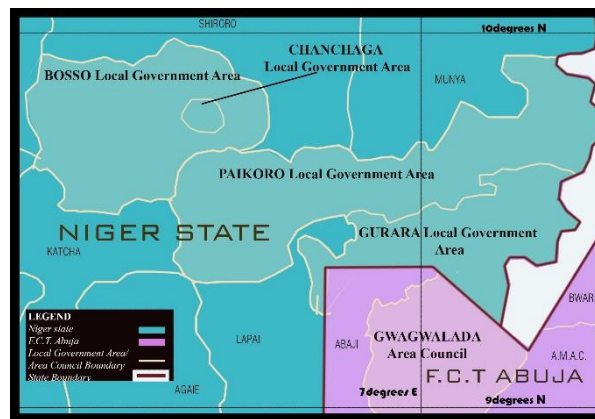 SHIRORO
10degrees N
CHANCHAGA
Local Government Area
BOSSO Local Government Area
MUNYA
PAIKORO Local Government Area
NIGER STATE
GURARA Local Government
Area
KATCHA
BWARI
LEGEND
Niger state
F.C.T. Abuja
Local Government Area/
Area Council Boundary
State Boundary
LAPAI
ABAJI
GWAGWALADA
Area Council
A.M.A.C.
F.C.T ABUJA
AGAIE
7degrees E
9degrees N